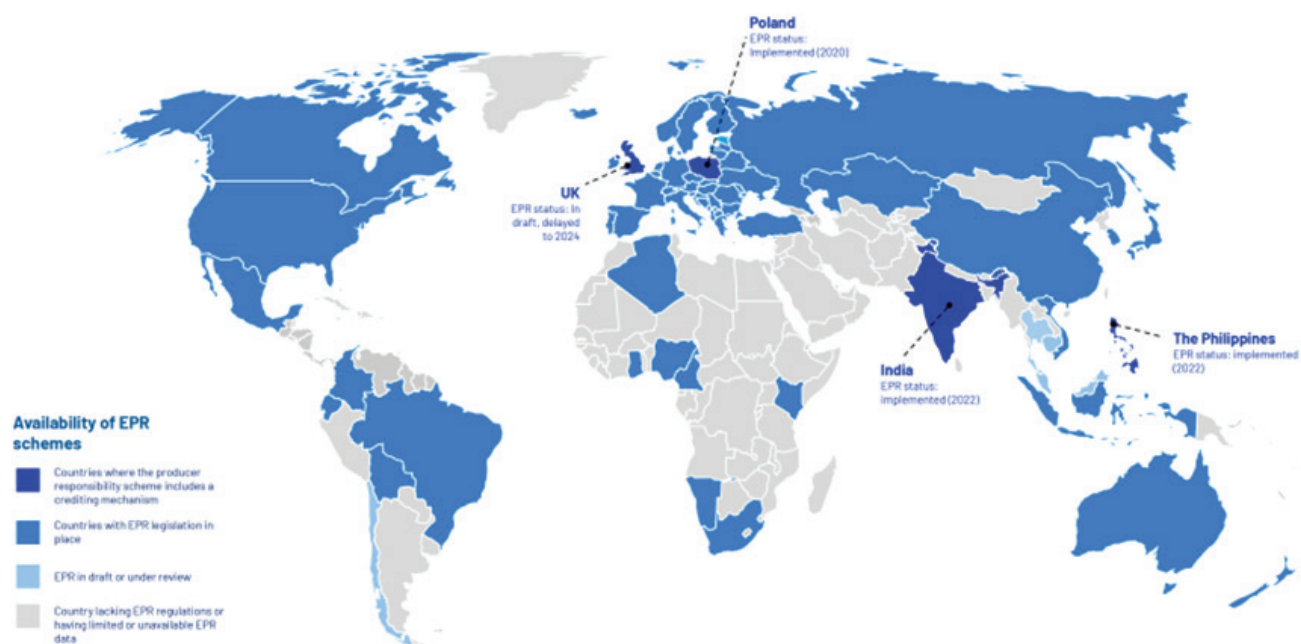 Poland
EPR status:
Implemented (2020)
UK
EPR status: In
draft, delayed
to 2024
India
EPR status:
Implemented (2022)
The Philippines
EPR status: implemented
(2022)
Availability of EPR
schemes
Countries where the producer
responsibility scheme includes a
crediting mechanism
Countries with EPR legislation in
place
EPR in draft or under review
Country lacking EPR regulations or
having limited or unavailable EPR
data